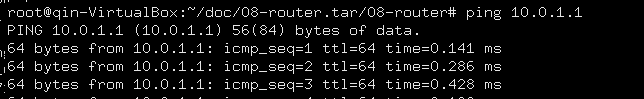 root@qin-VirtualBox:~/doc/08-router.tar/08-router# ping 10.0.1.1
PING 10.0.1.1 (10.0.1.1) 56(84) bytes of data.
64 bytes from 10.0.1.1: icmp_seq=1 ttl=64 time=0.141 ms
64 bytes from 10.0.1.1: icmp_seq=2 ttl=64 time=0.286 ms
64 bytes from 10.0.1.1: icmp_seq=3 ttl=64 time=0.428 ms